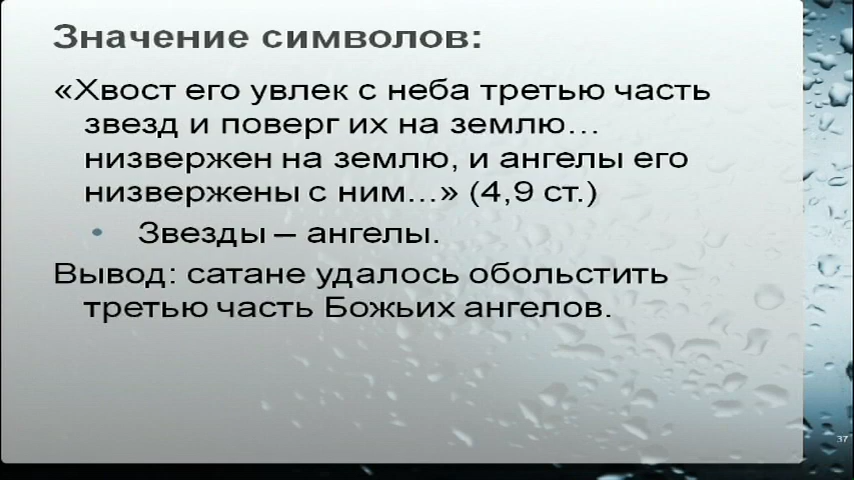 Значение символов:
«Хвост его увлек с неба третью часть
звезд и поверг их на землю…
низвержен на землю, и ангелы его
низвержены с ним…» (4,9 ст.)
• Звезды – ангелы.
Вывод: сатане удалось обольстить
третью часть Божьих ангелов.
37